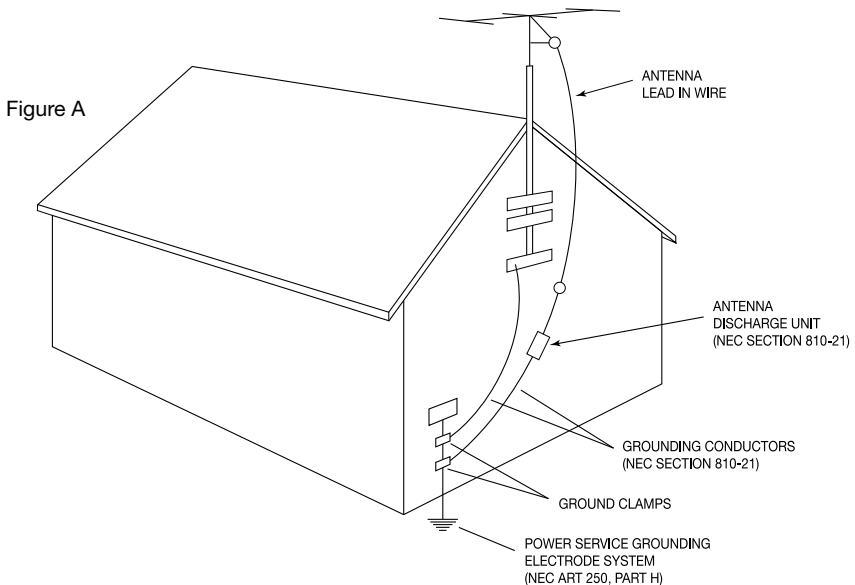 Figure A
ANTENNA
LEAD IN WIRE
ANTENNA
DISCHARGE UNIT
(NEC SECTION 810-21)
GROUNDING CONDUCTORS
(NEC SECTION 810-21)
GROUND CLAMPS
POWER SERVICE GROUNDING
ELECTRODE SYSTEM
(NEC ART 250, PART H)